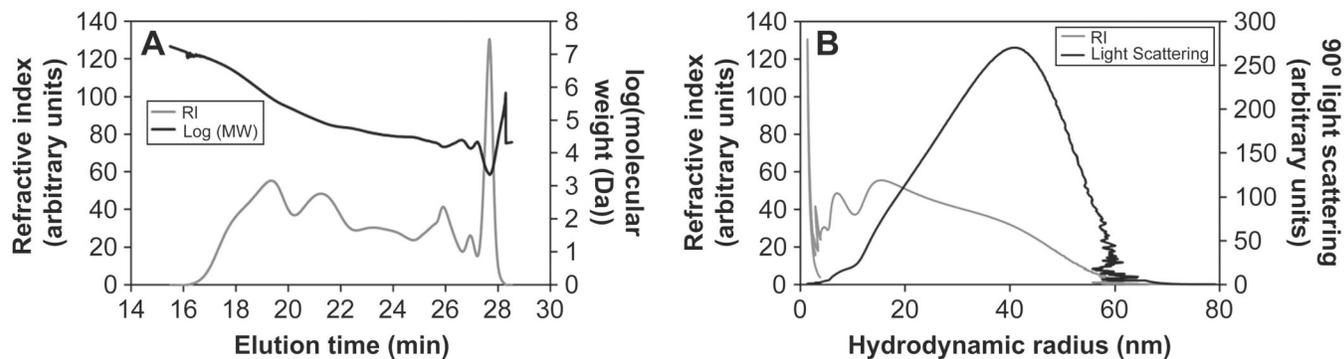 A
Refractive index
(arbitrary units)
140
120
100
80
60
40
20
0
RI
Log (MW)
8
7
6
5
4
3
2
1
0
log(molecular
weight (Da))
14 16 18 20 22 24 26 28 30
Elution time (min)
B
Refractive index
(arbitrary units)
140
120
100
80
60
40
20
0
RI
Light Scattering
300
250
200
150
100
50
0
90º light scattering
(arbitrary units)
0 20 40 60 80
Hydrodynamic radius (nm)